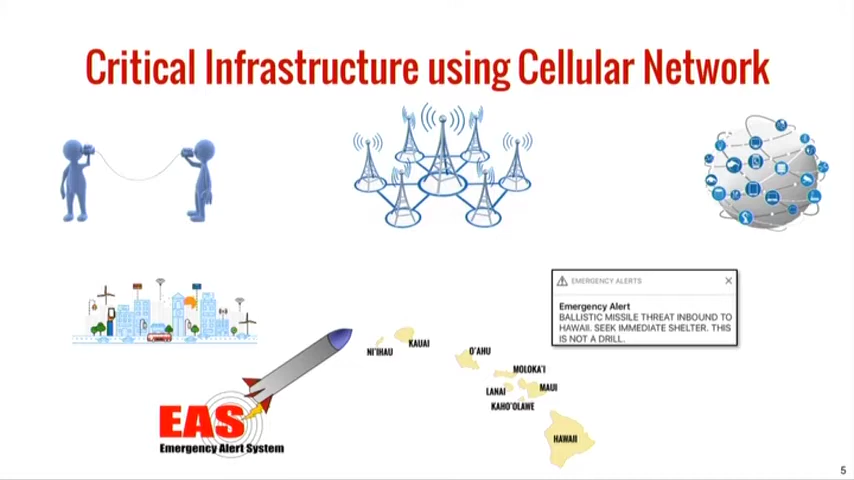 Critical Infrastructure using Cellular Network
EMERGENCY ALERTS
Emergency Alert
BALLISTIC MISSILE THREAT INBOUND TO
HAWAII. SEEK IMMEDIATE SHELTER. THIS
IS NOT A DRILL.
NI'IHAU
KAUAI
O'AHU
MOLOKA'I
LANAI
MAUI
KAHO'OLAWE
HAWAII
EAS
Emergency Alert System
5